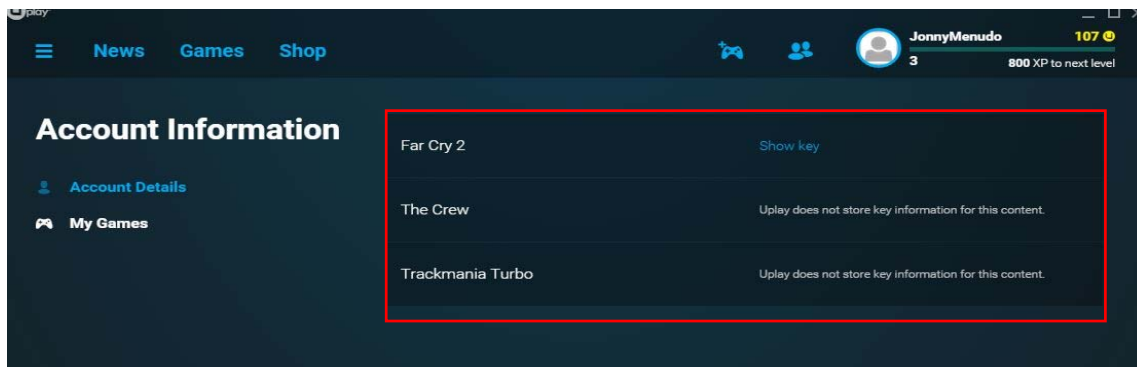 Uplay
News Games Shop
JonnyMenudo 107
3 800 XP to next level
Account Information
Account Details
My Games
Far Cry 2 Show key
The Crew Uplay does not store key information for this content.
Trackmania Turbo Uplay does not store key information for this content.